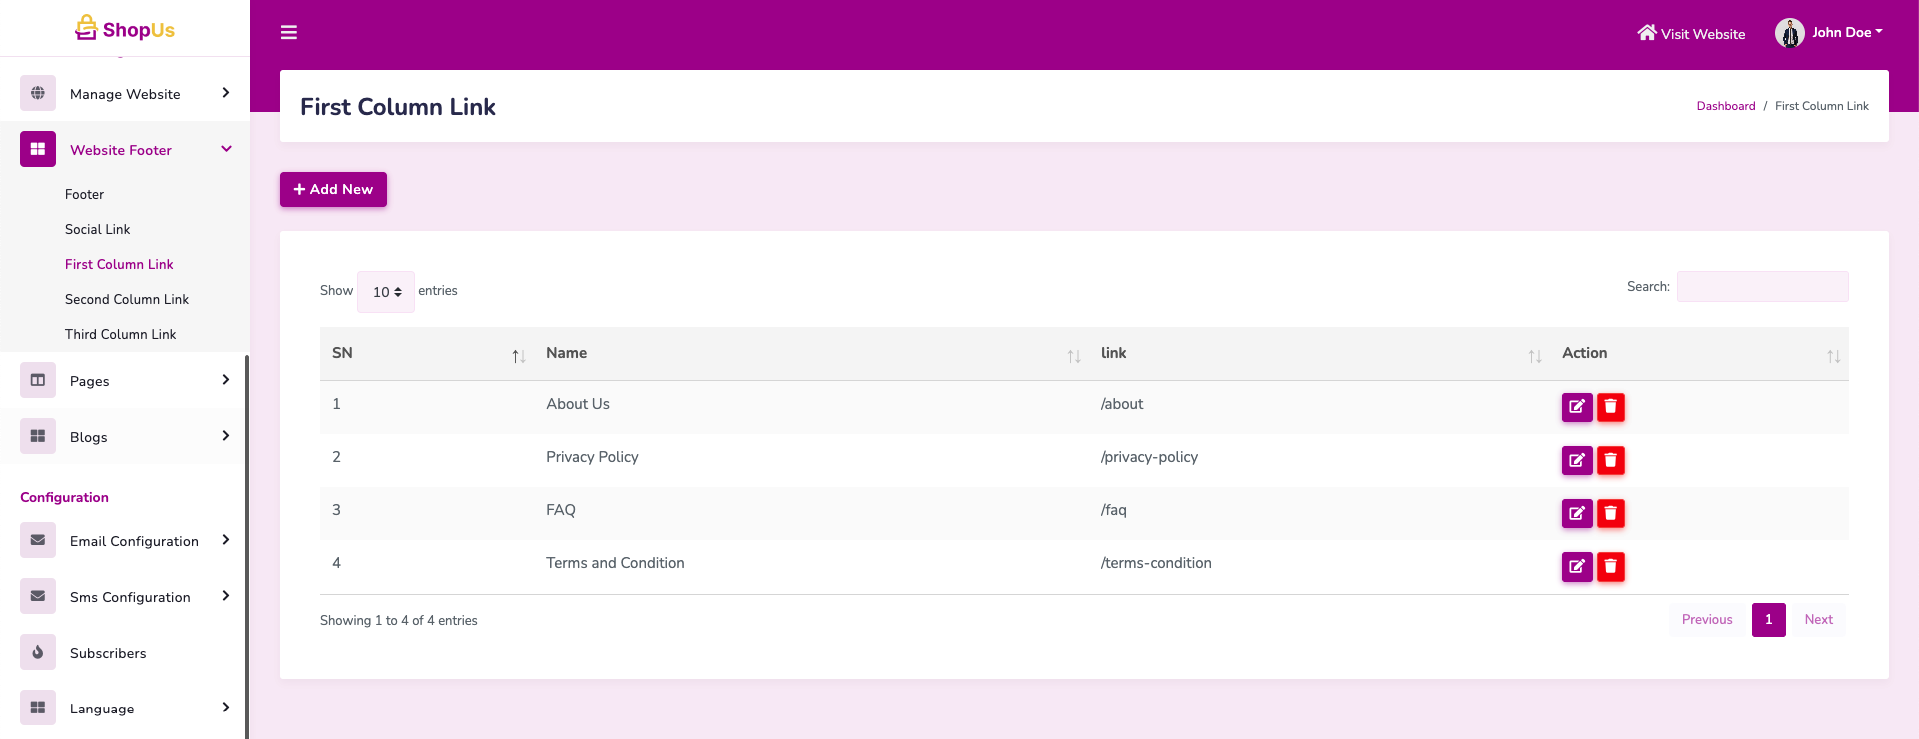 ShopUs
Visit Website
John Doe
Manage Website
First Column Link
Dashboard / First Column Link
Website Footer
Footer
Social Link
First Column Link
Second Column Link
Third Column Link
Pages
Blogs
Configuration
Email Configuration
Sms Configuration
Subscribers
Language
Add New
Show 10 entries
Search:
SN Name link Action
1 About Us /about
2 Privacy Policy /privacy-policy
3 FAQ /faq
4 Terms and Condition /terms-condition
Showing 1 to 4 of 4 entries
Previous 1 Next